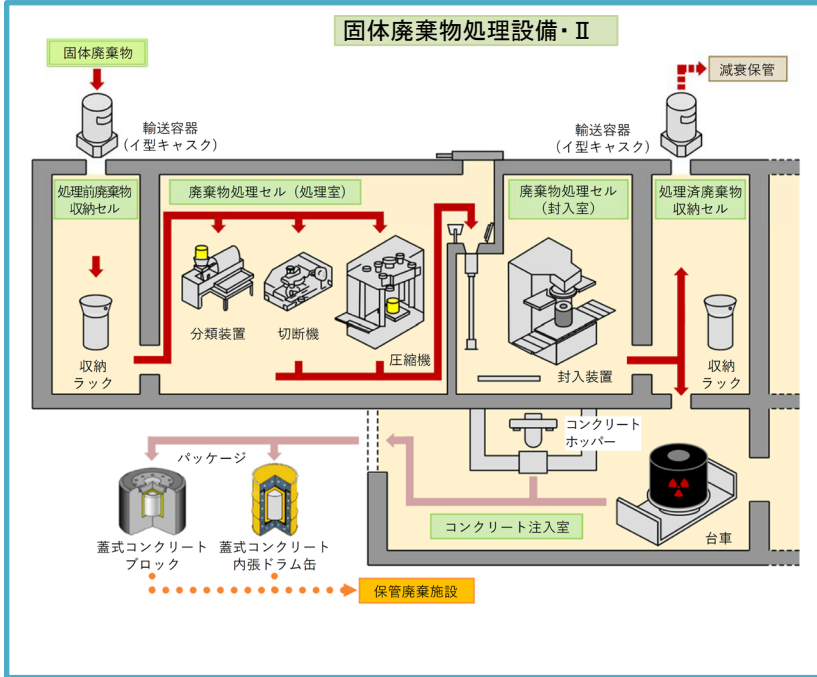 固体廃棄物処理設備・Ⅱ
固体廃棄物
減衰保管
輸送容器
(イ型キャスク)
輸送容器
(イ型キャスク)
処理前廃棄物
収納セル
廃棄物処理セル(処理室)
廃棄物処理セル
(封入室)
処理済廃棄物
収納セル
分類装置
切断機
圧縮機
収納
ラック
封入装置
収納
ラック
コンクリート
ホッパー
パッケージ
コンクリート注入室
台車
蓋式コンクリート
ブロック
蓋式コンクリート
内張ドラム缶
保管廃棄施設